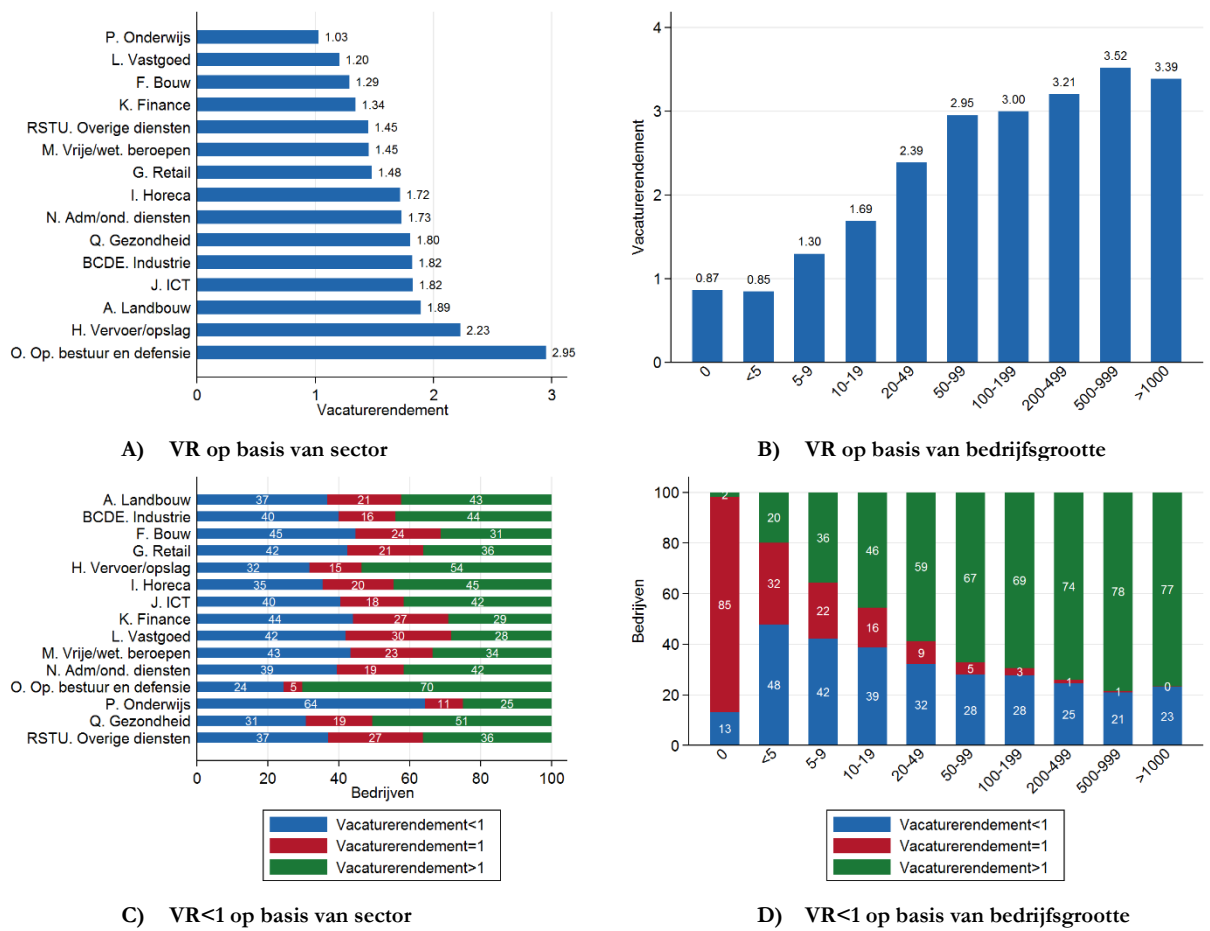 P. Onderwijs 1.03
L. Vastgoed 1.20
F. Bouw 1.29
K. Finance 1.34
RSTU. Overige diensten 1.45
M. Vrije/wet. beroepen 1.45
G. Retail 1.48
I. Horeca 1.72
N. Adm/ond. diensten 1.73
Q. Gezondheid 1.80
BCDE. Industrie 1.82
J. ICT 1.82
A. Landbouw 1.89
H. Vervoer/opslag 2.23
O. Op. bestuur en defensie 2.95
0 1 2 3
Vacaturerendement
A) VR op basis van sector
Vacaturerendement
4
3
2
1
0
0.87 0.85 1.30 1.69 2.39 2.95 3.00 3.21 3.52 3.39
0 <5 5-9 10-19 20-49 50-99 100-199 200-499 500-999 >1000
B) VR op basis van bedrijfsgrootte
A. Landbouw 37 21 43
BCDE. Industrie 40 16 44
F. Bouw 45 24 31
G. Retail 42 21 36
H. Vervoer/opslag 32 15 54
I. Horeca 35 20 45
J. ICT 40 18 42
K. Finance 44 27 29
L. Vastgoed 42 30 28
M. Vrije/wet. beroepen 43 23 34
N. Adm/ond. diensten 39 19 42
O. Op. bestuur en defensie 24 5 70
P. Onderwijs 64 11 25
Q. Gezondheid 31 19 51
RSTU. Overige diensten 37 27 36
0 20 40 60 80 100
Bedrijven
Vacaturerendement<1
Vacaturerendement=1
Vacaturerendement>1
C) VR<1 op basis van sector
Bedrijven
100
80
60
40
20
0
2 20 36 46 59 67 69 74 78 77
85 32 22 16 9 5 3 1 1 0
13 48 42 39 32 28 28 25 21 23
0 <5 5-9 10-19 20-49 50-99 100-199 200-499 500-999 >1000
Vacaturerendement<1
Vacaturerendement=1
Vacaturerendement>1
D) VR<1 op basis van bedrijfsgrootte